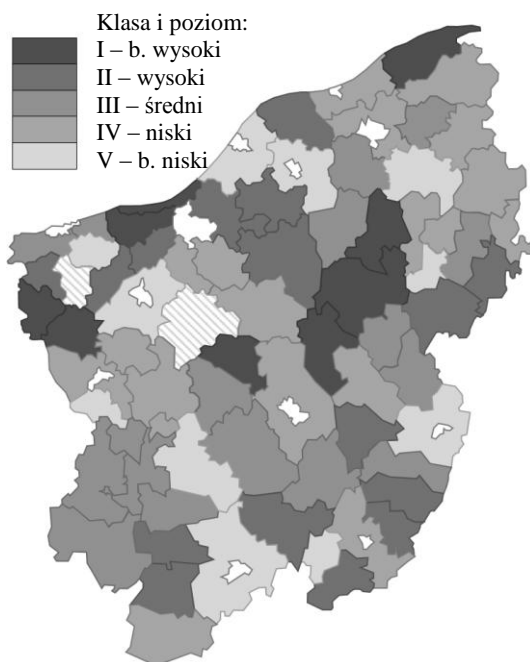 Klasa i poziom:
I – b. wysoki
II – wysoki
III – średni
IV – niski
V – b. niski